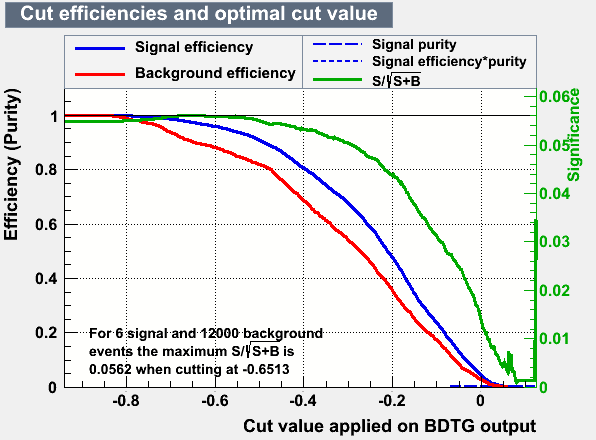 Cut efficiencies and optimal cut value
Signal efficiency
Background efficiency
Signal purity
Signal efficiency*purity
S/√S+B
Efficiency (Purity)
1
0.8
0.6
0.4
0.2
0
0.06
0.05
0.04
0.03
0.02
0.01
0
Significance
For 6 signal and 12000 background
events the maximum S/√S+B is
0.0562 when cutting at -0.6513
-0.8
-0.6
-0.4
-0.2
0
Cut value applied on BDTG output